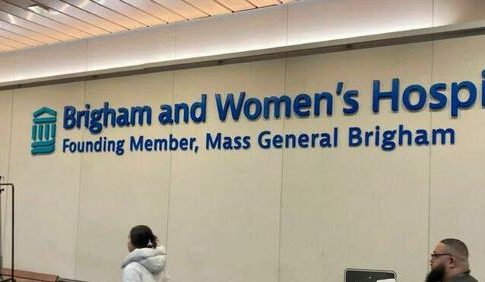 Brigham and Women's Hospi
Founding Member, Mass General Brigham